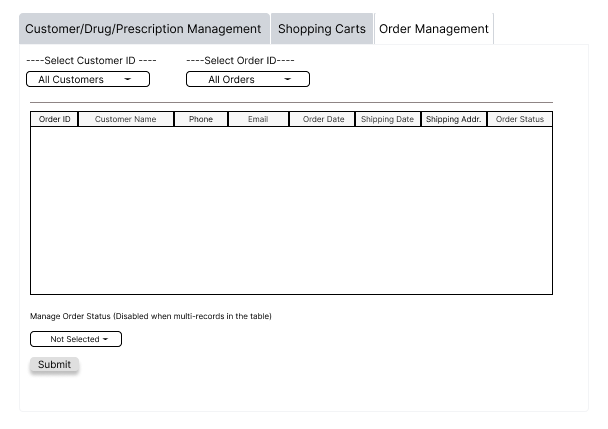 Customer/Drug/Prescription Management Shopping Carts Order Management
----Select Customer ID ---- ----Select Order ID----
All Customers All Orders
Order ID Customer Name Phone Email Order Date Shipping Date Shipping Addr. Order Status
Manage Order Status (Disabled when multi-records in the table)
Not Selected
Submit